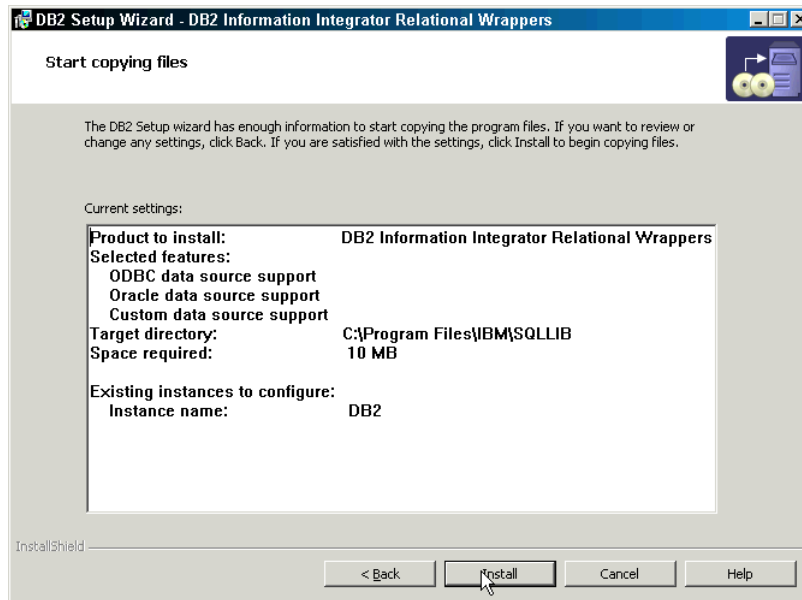 DB2 Setup Wizard - DB2 Information Integrator Relational Wrappers
Start copying files
The DB2 Setup wizard has enough information to start copying the program files. If you want to review or
change any settings, click Back. If you are satisfied with the settings, click Install to begin copying files.
Current settings:
Product to install: DB2 Information Integrator Relational Wrappers
Selected features:
ODBC data source support
Oracle data source support
Custom data source support
Target directory: C:\Program Files\IBM\SQLLIB
Space required: 10 MB
Existing instances to configure:
Instance name: DB2
InstallShield
< Back Install Cancel Help